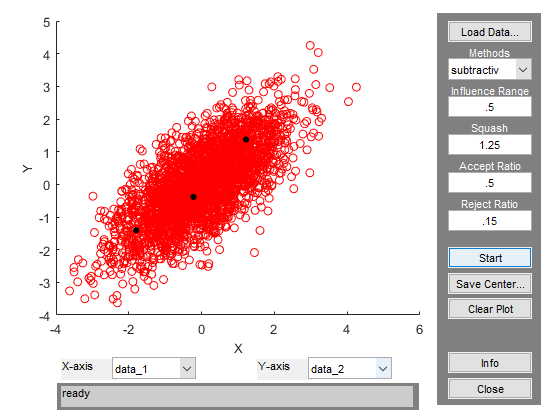 5
4
3
2
1
0
-1
-2
-3
-4
Y
-4 -2 0 2 4 6
X
X-axis data_1 Y-axis data_2
ready
Load Data...
Methods
subtractiv
Influence Range
.5
Squash
1.25
Accept Ratio
.5
Reject Ratio
.15
Start
Save Center...
Clear Plot
Info
Close